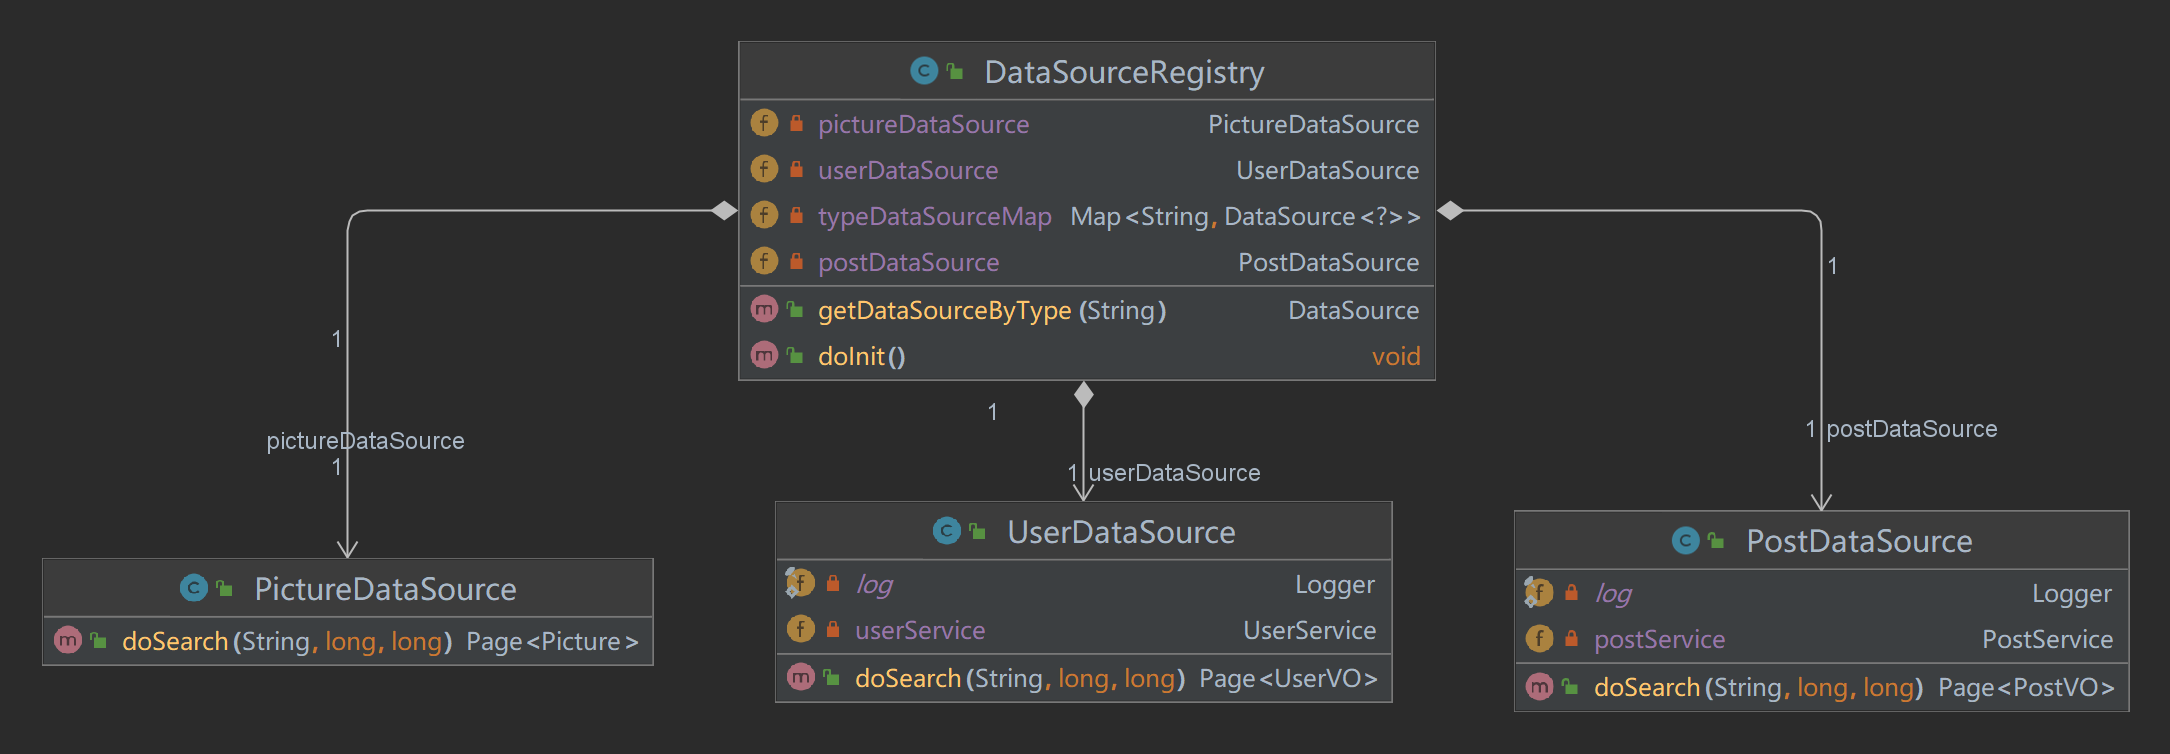 DataSourceRegistry
pictureDataSource PictureDataSource
userDataSource UserDataSource
typeDataSourceMap Map<String, DataSource<?>>
postDataSource PostDataSource
getDataSourceByType(String) DataSource
doInit() void
1
1
1
pictureDataSource
1
1 userDataSource
1 postDataSource
PictureDataSource
doSearch(String, long, long) Page<Picture>
UserDataSource
log Logger
userService UserService
doSearch(String, long, long) Page<UserVO>
PostDataSource
log Logger
postService PostService
doSearch(String, long, long) Page<PostVO>